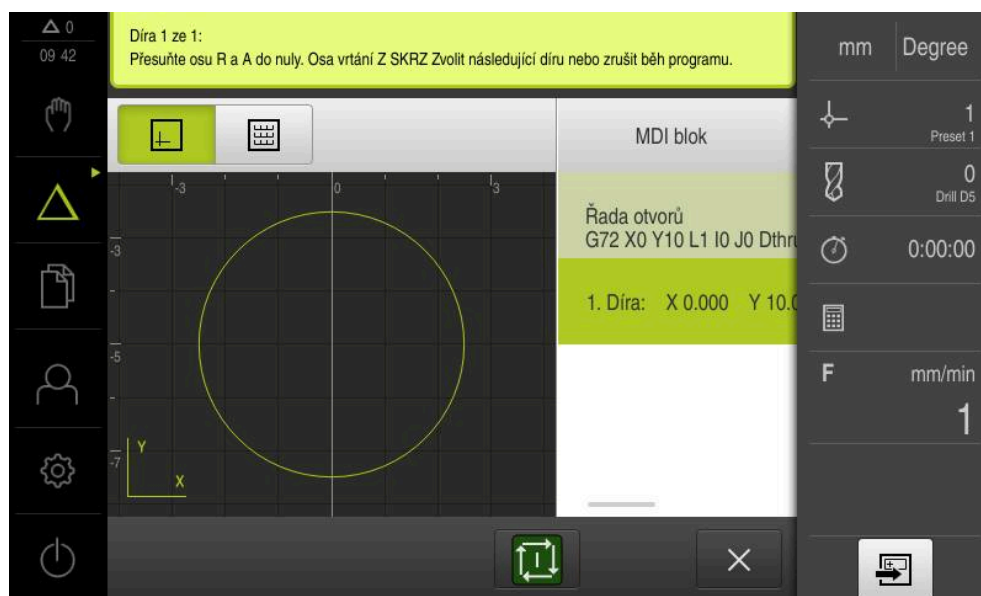 0
09 42
Díra 1 ze 1:
Přesuňte osu R a A do nuly. Osa vrtání Z SKRZ Zvolit následující díru nebo zrušit běh programu.
mm Degree
MDI blok
1
Preset 1
0
Drill D5
-3 0 3
-3
-5
-7
Y
X
Řada otvorů
G72 X0 Y10 L1 I0 J0 Dthru
1. Díra: X 0.000 Y 10.0
0:00:00
F mm/min
1